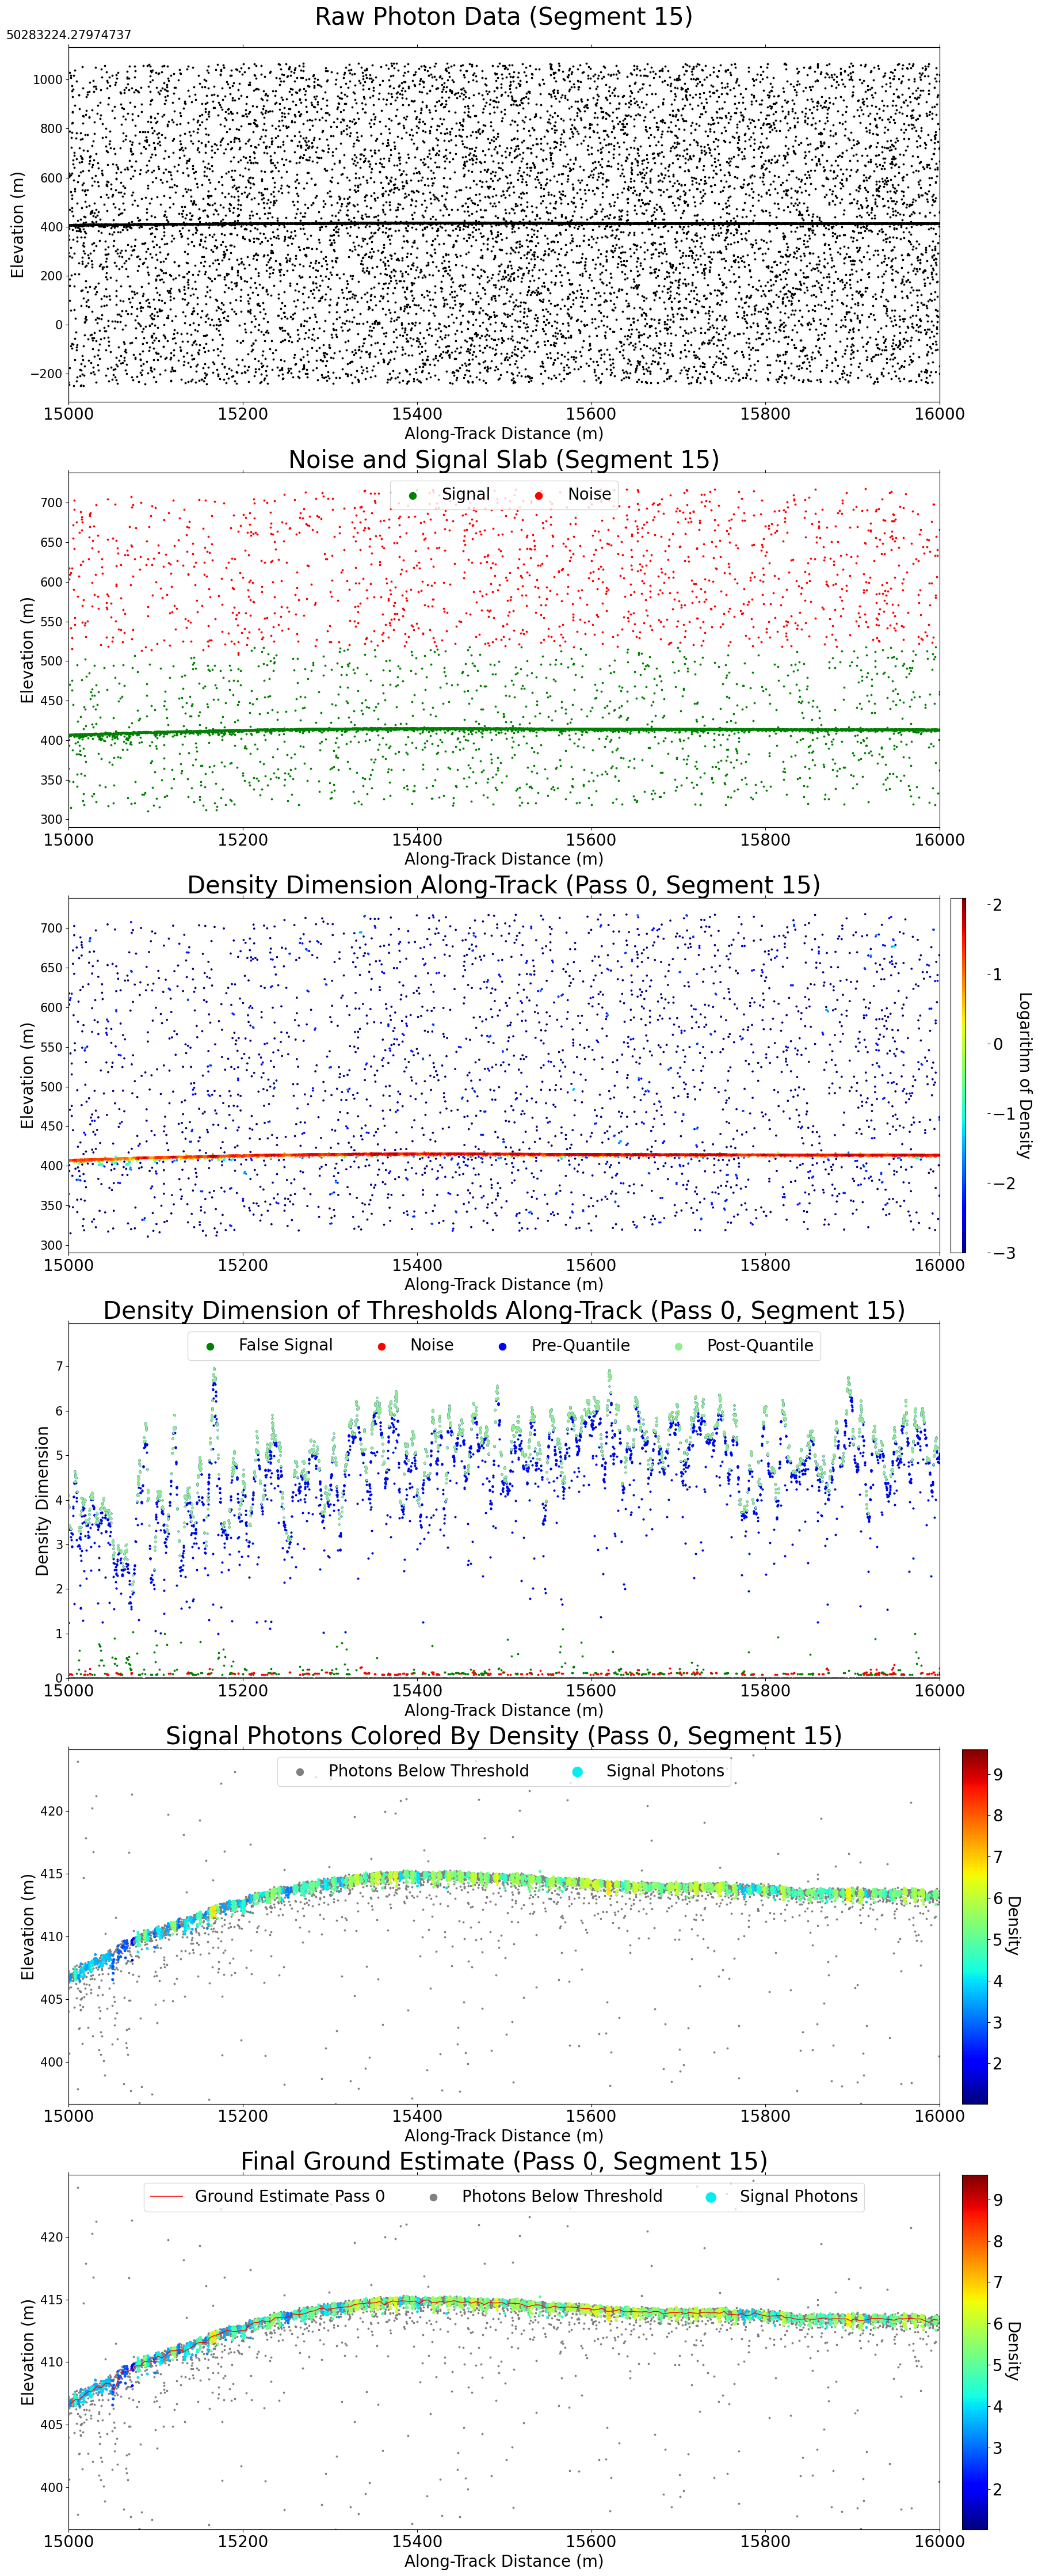 Raw Photon Data (Segment 15)
50283224.27974737
1000
800
600
400
200
0
−200
Elevation (m)
15000 15200 15400 15600 15800 16000
Along-Track Distance (m)
Noise and Signal Slab (Segment 15)
Signal Noise
700
650
600
550
500
450
400
350
300
Elevation (m)
15000 15200 15400 15600 15800 16000
Along-Track Distance (m)
Density Dimension Along-Track (Pass 0, Segment 15)
700
650
600
550
500
450
400
350
300
Elevation (m)
15000 15200 15400 15600 15800 16000
Along-Track Distance (m)
2
1
0
−1
−2
−3
Logarithm of Density
Density Dimension of Thresholds Along-Track (Pass 0, Segment 15)
False Signal Noise Pre-Quantile Post-Quantile
7
6
5
4
3
2
1
0
Density Dimension
15000 15200 15400 15600 15800 16000
Along-Track Distance (m)
Signal Photons Colored By Density (Pass 0, Segment 15)
Photons Below Threshold Signal Photons
420
415
410
405
400
Elevation (m)
15000 15200 15400 15600 15800 16000
Along-Track Distance (m)
9
8
7
6
5
4
3
2
Density
Final Ground Estimate (Pass 0, Segment 15)
Ground Estimate Pass 0 Photons Below Threshold Signal Photons
420
415
410
405
400
Elevation (m)
15000 15200 15400 15600 15800 16000
Along-Track Distance (m)
9
8
7
6
5
4
3
2
Density